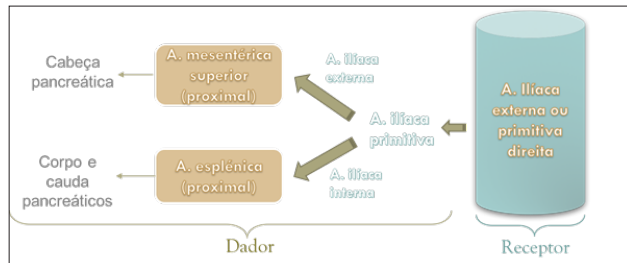 Cabeça
pancreática
A. mesentérica
superior
(proximal)
A. ilíaca
externa
A. ilíaca
primitiva
A. Ilíaca
externa ou
primitiva
direita
Corpo e
cauda
pancreáticos
A. esplénica
(proximal)
A. ilíaca
interna
Dador
Receptor